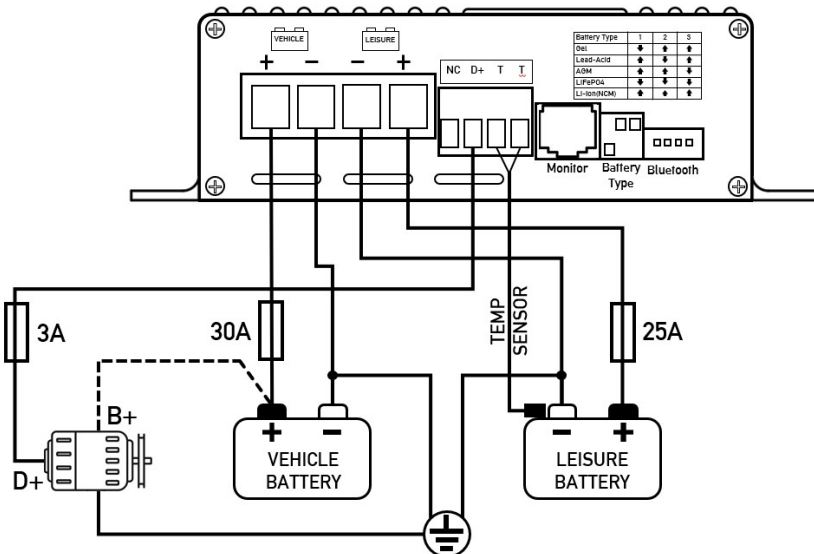 VEHICLE
LEISURE
+ − − +
NC D+ T T
Battery Type 1 2 3
Gel ↓ ↑ ↑
Lead-Acid ↑ ↓ ↑
AGM ↑ ↑ ↓
LiFePO4 ↓ ↓ ↓
Li-Ion(NCM) ↑ ↑ ↑
Monitor
Battery
Type
Bluetooth
3A
30A
TEMP
SENSOR
25A
B+
D+
+ −
VEHICLE
BATTERY
− +
LEISURE
BATTERY